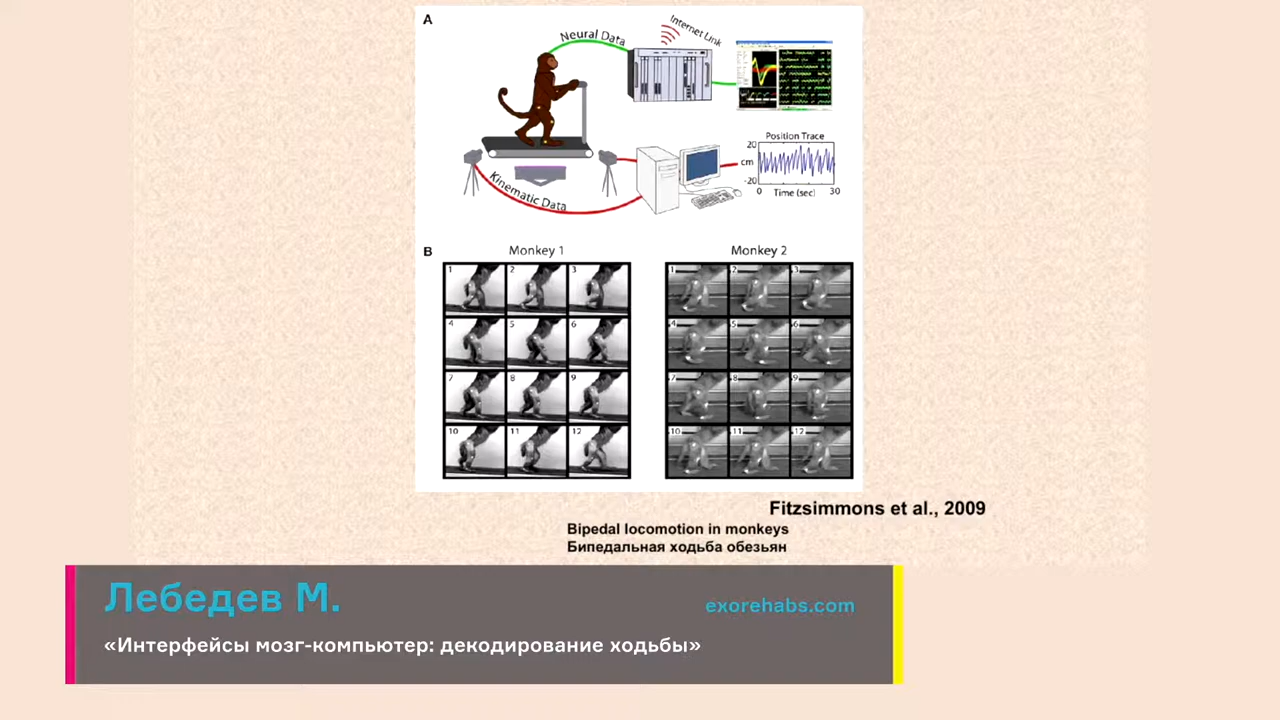 A
Neural Data
Internet Link
Kinematic Data
Position Trace
20
cm
-20
0
30
Time (sec)
B
Monkey 1
Monkey 2
1 2 3
4 5 6
7 8 9
10 11 12
1 2 3
4 5 6
7 8 9
10 11 12
Fitzsimmons et al., 2009
Bipedal locomotion in monkeys
Бипедальная ходьба обезьян
Лебедев М.
exorehabs.com
«Интерфейсы мозг-компьютер: декодирование ходьбы»